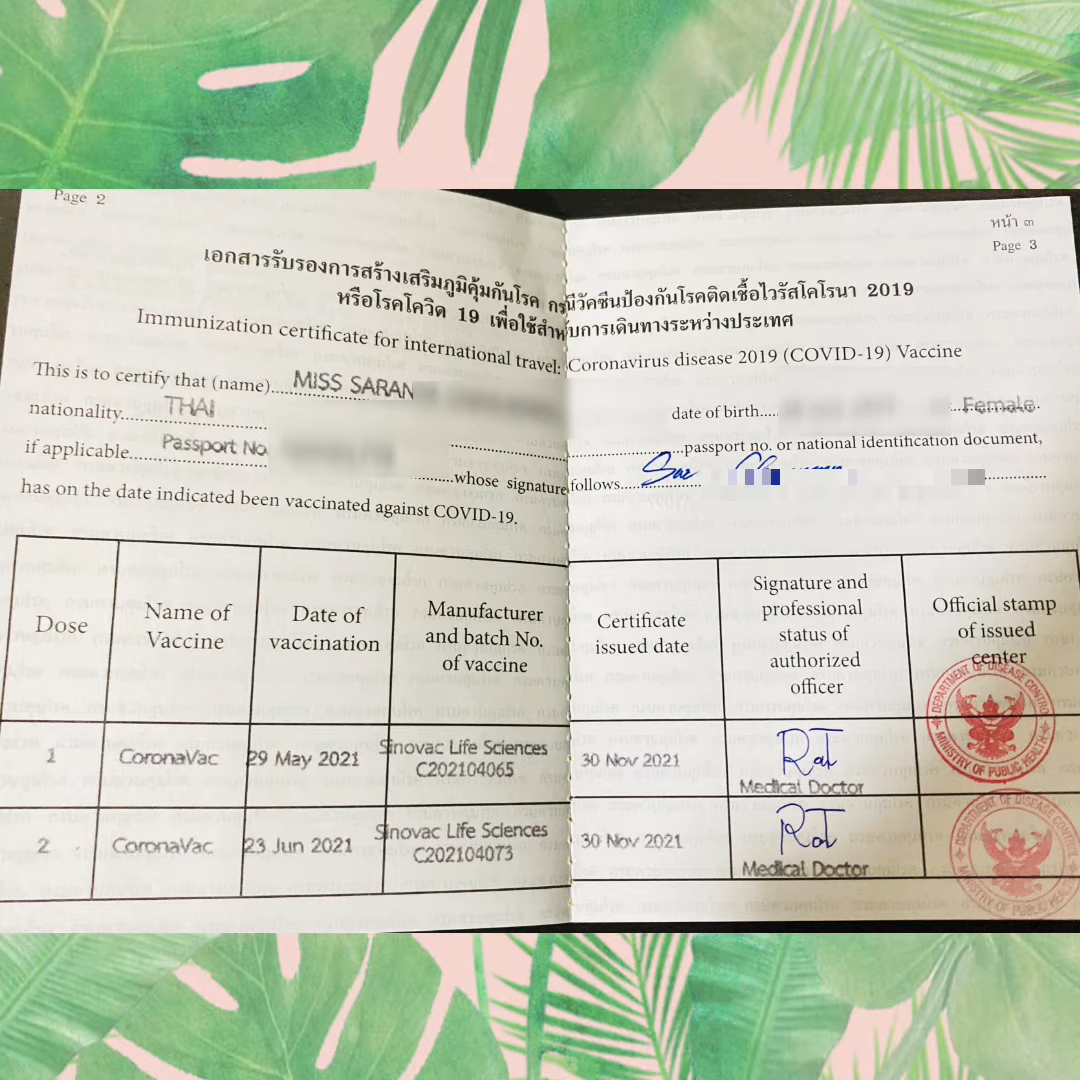 Page 2
หน้า ๓
Page 3
เอกสารรับรองการสร้างเสริมภูมิคุ้มกันโรค กรณีวัคซีนป้องกันโรคติดเชื้อไวรัสโคโรนา 2019
หรือโรคโควิด 19 เพื่อใช้สำหรับการเดินทางระหว่างประเทศ
Immunization certificate for international travel: Coronavirus disease 2019 (COVID-19) Vaccine
This is to certify that (name)....MISS SARAN date of birth..... Female
nationality....THAI passport no. or national identification document,
if applicable....Passport No whose signature follows.....
has on the date indicated been vaccinated against COVID-19.
Dose
Name of
Vaccine
Date of
vaccination
Manufacturer
and batch No.
of vaccine
Certificate
issued date
Signature and
professional
status of
authorized
officer
Official stamp
of issued
center
1 CoronaVac 29 May 2021 Sinovac Life Sciences
C202104065
30 Nov 2021
Medical Doctor
DEPARTMENT OF DISEASE CONTROL
MINISTRY OF PUBLIC HEALTH
2 CoronaVac 23 Jun 2021 Sinovac Life Sciences
C202104073
30 Nov 2021
Medical Doctor
DEPARTMENT OF DISEASE CONTROL
MINISTRY OF PUBLIC HEALTH